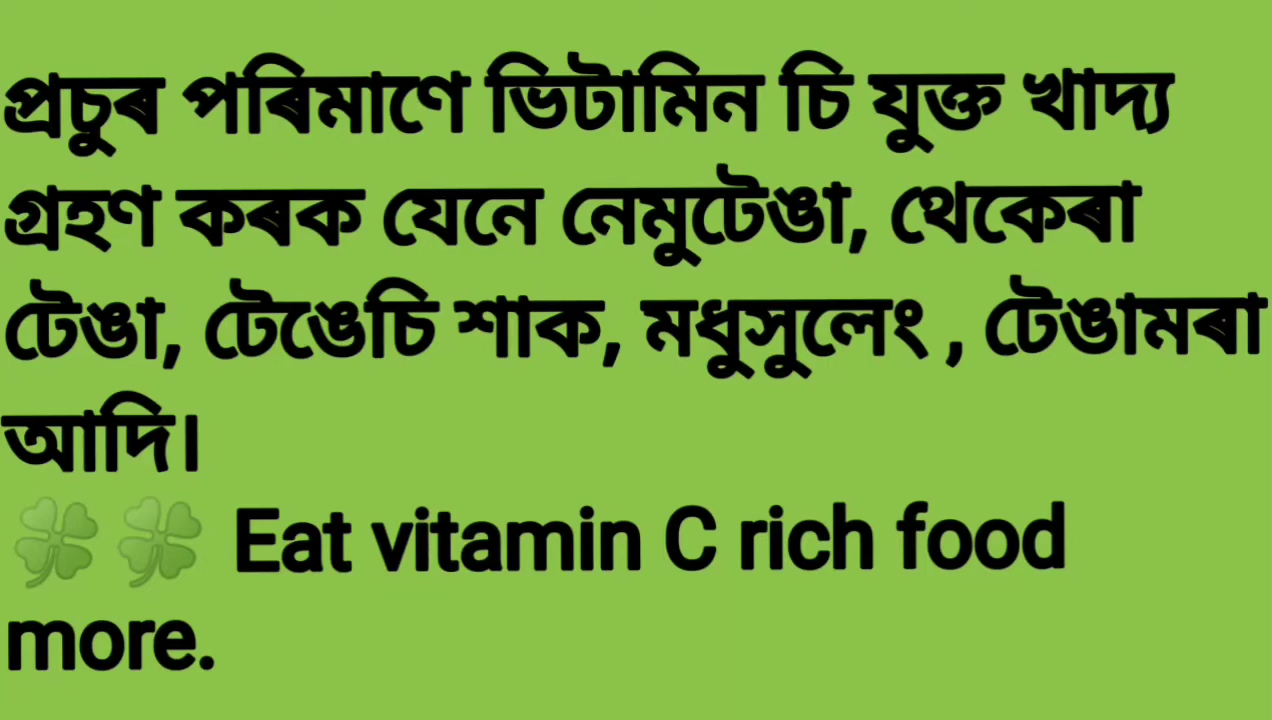 প্ৰচুৰ পৰিমাণে ভিটামিন চি যুক্ত খাদ্য
গ্ৰহণ কৰক যেনে নেমুটেঙা, থেকেৰা
টেঙা, টেঙেচি শাক, মধুসুলেং , টেঙামৰা
আদি।
🍀 🍀 Eat vitamin C rich food
more.